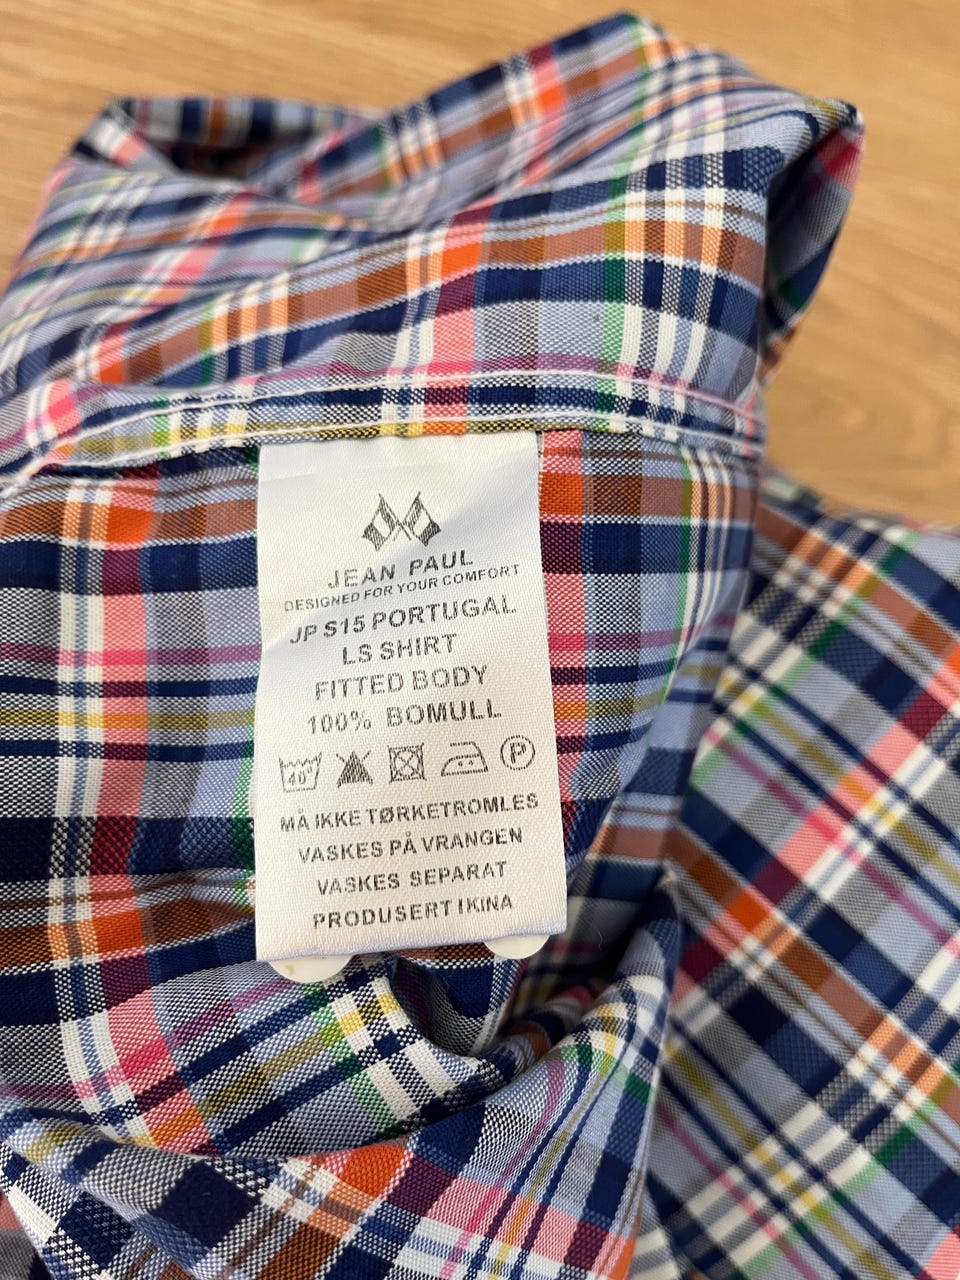 JEAN PAUL
DESIGNED FOR YOUR COMFORT
JP S15 PORTUGAL
LS SHIRT
FITTED BODY
100% BOMULL
40° P
MÅ IKKE TØRKETROMLES
VASKES PÅ VRANGEN
VASKES SEPARAT
PRODUSERT I KINA